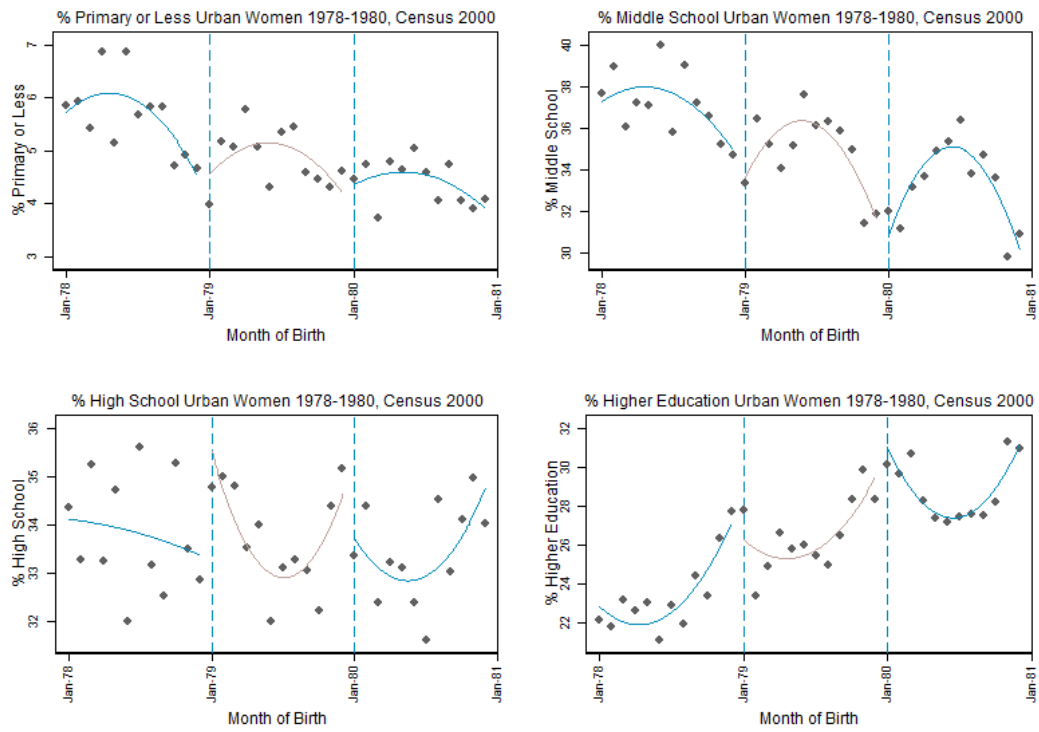 % Primary or Less Urban Women 1978-1980, Census 2000
% Primary or Less
7
6
5
4
3
Jan-78
Jan-79
Jan-80
Jan-81
Month of Birth
% Middle School Urban Women 1978-1980, Census 2000
% Middle School
40
38
36
34
32
30
Jan-78
Jan-79
Jan-80
Jan-81
Month of Birth
% High School Urban Women 1978-1980, Census 2000
% High School
36
35
34
33
32
Jan-78
Jan-79
Jan-80
Jan-81
Month of Birth
% Higher Education Urban Women 1978-1980, Census 2000
% Higher Education
32
30
28
26
24
22
Jan-78
Jan-79
Jan-80
Jan-81
Month of Birth